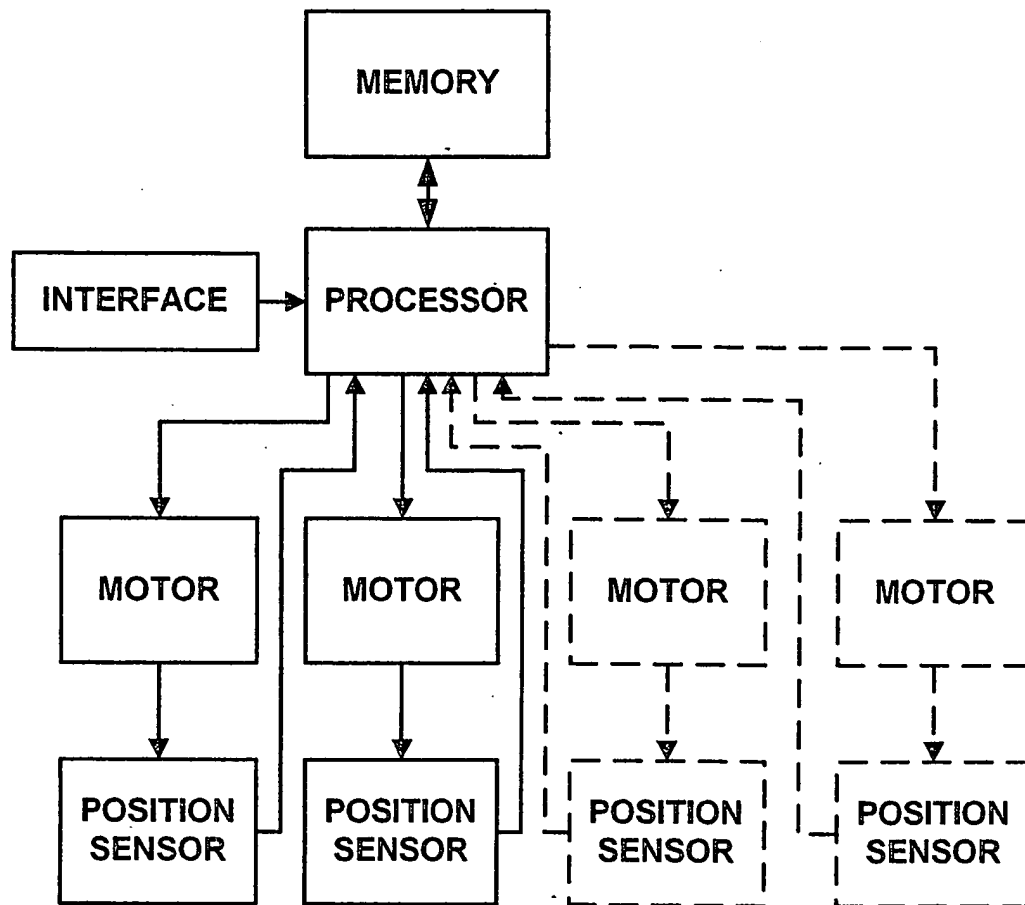 MEMORY
INTERFACE
PROCESSOR
MOTOR
MOTOR
MOTOR
MOTOR
POSITION
SENSOR
POSITION
SENSOR
POSITION
SENSOR
POSITION
SENSOR